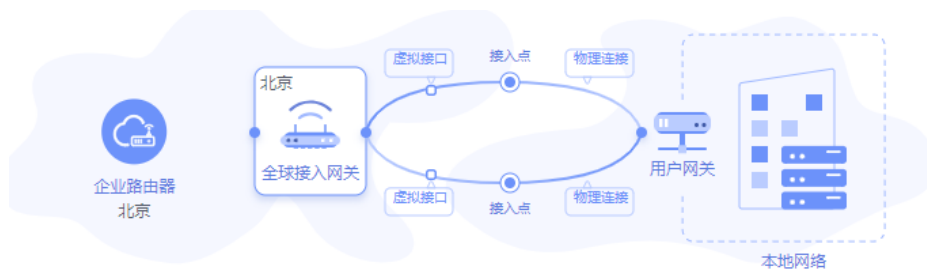 虚拟接口
接入点
物理连接
北京
全球接入网关
企业路由器
北京
用户网关
虚拟接口
接入点
物理连接
本地网络